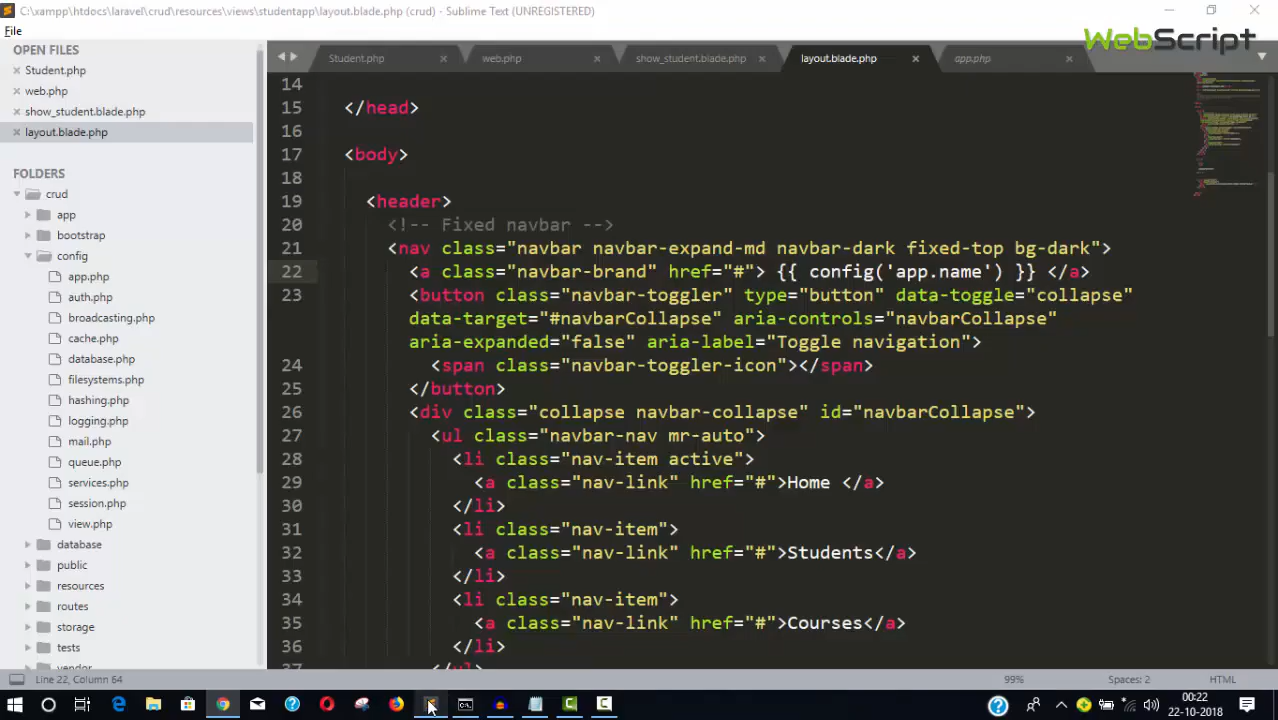 C:\xampp\htdocs\laravel\crud\resources\views\studentapp\layout.blade.php (crud) - Sublime Text (UNREGISTERED)
File
WebScript
OPEN FILES
Student.php
web.php
show_student.blade.php
layout.blade.php
FOLDERS
crud
app
bootstrap
config
app.php
auth.php
broadcasting.php
cache.php
database.php
filesystems.php
hashing.php
logging.php
mail.php
queue.php
services.php
session.php
view.php
database
public
resources
routes
storage
tests
vendor
Student.php
web.php
show_student.blade.php
layout.blade.php
app.php
14
15 </head>
16
17 <body>
18
19 <header>
20 <!-- Fixed navbar -->
21 <nav class="navbar navbar-expand-md navbar-dark fixed-top bg-dark">
22 <a class="navbar-brand" href="#"> {{ config('app.name') }} </a>
23 <button class="navbar-toggler" type="button" data-toggle="collapse"
data-target="#navbarCollapse" aria-controls="navbarCollapse"
aria-expanded="false" aria-label="Toggle navigation">
24 <span class="navbar-toggler-icon"></span>
25 </button>
26 <div class="collapse navbar-collapse" id="navbarCollapse">
27 <ul class="navbar-nav mr-auto">
28 <li class="nav-item active">
29 <a class="nav-link" href="#">Home </a>
30 </li>
31 <li class="nav-item">
32 <a class="nav-link" href="#">Students</a>
33 </li>
34 <li class="nav-item">
35 <a class="nav-link" href="#">Courses</a>
36 </li>
37 </ul>
Line 22, Column 64
99%
Spaces: 2
HTML
00:22
22-10-2018